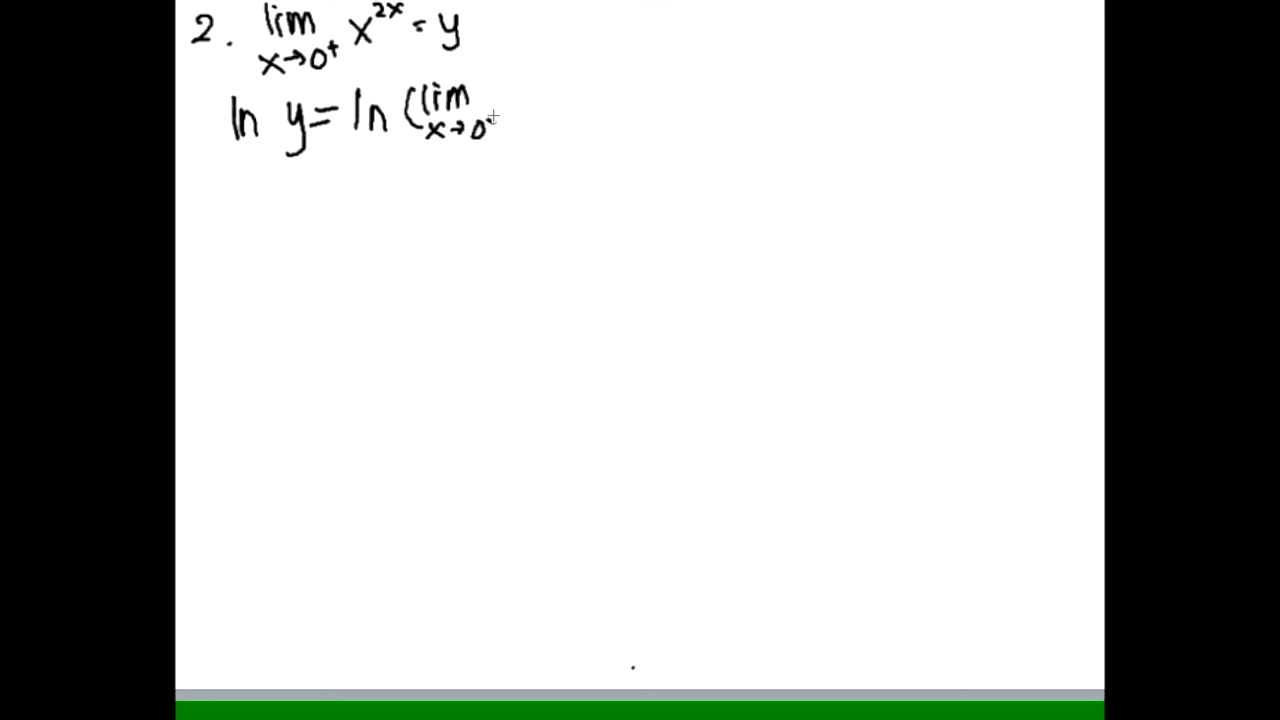 2. lim x→0⁺ x^{2x} = y
ln y = ln (lim x→0